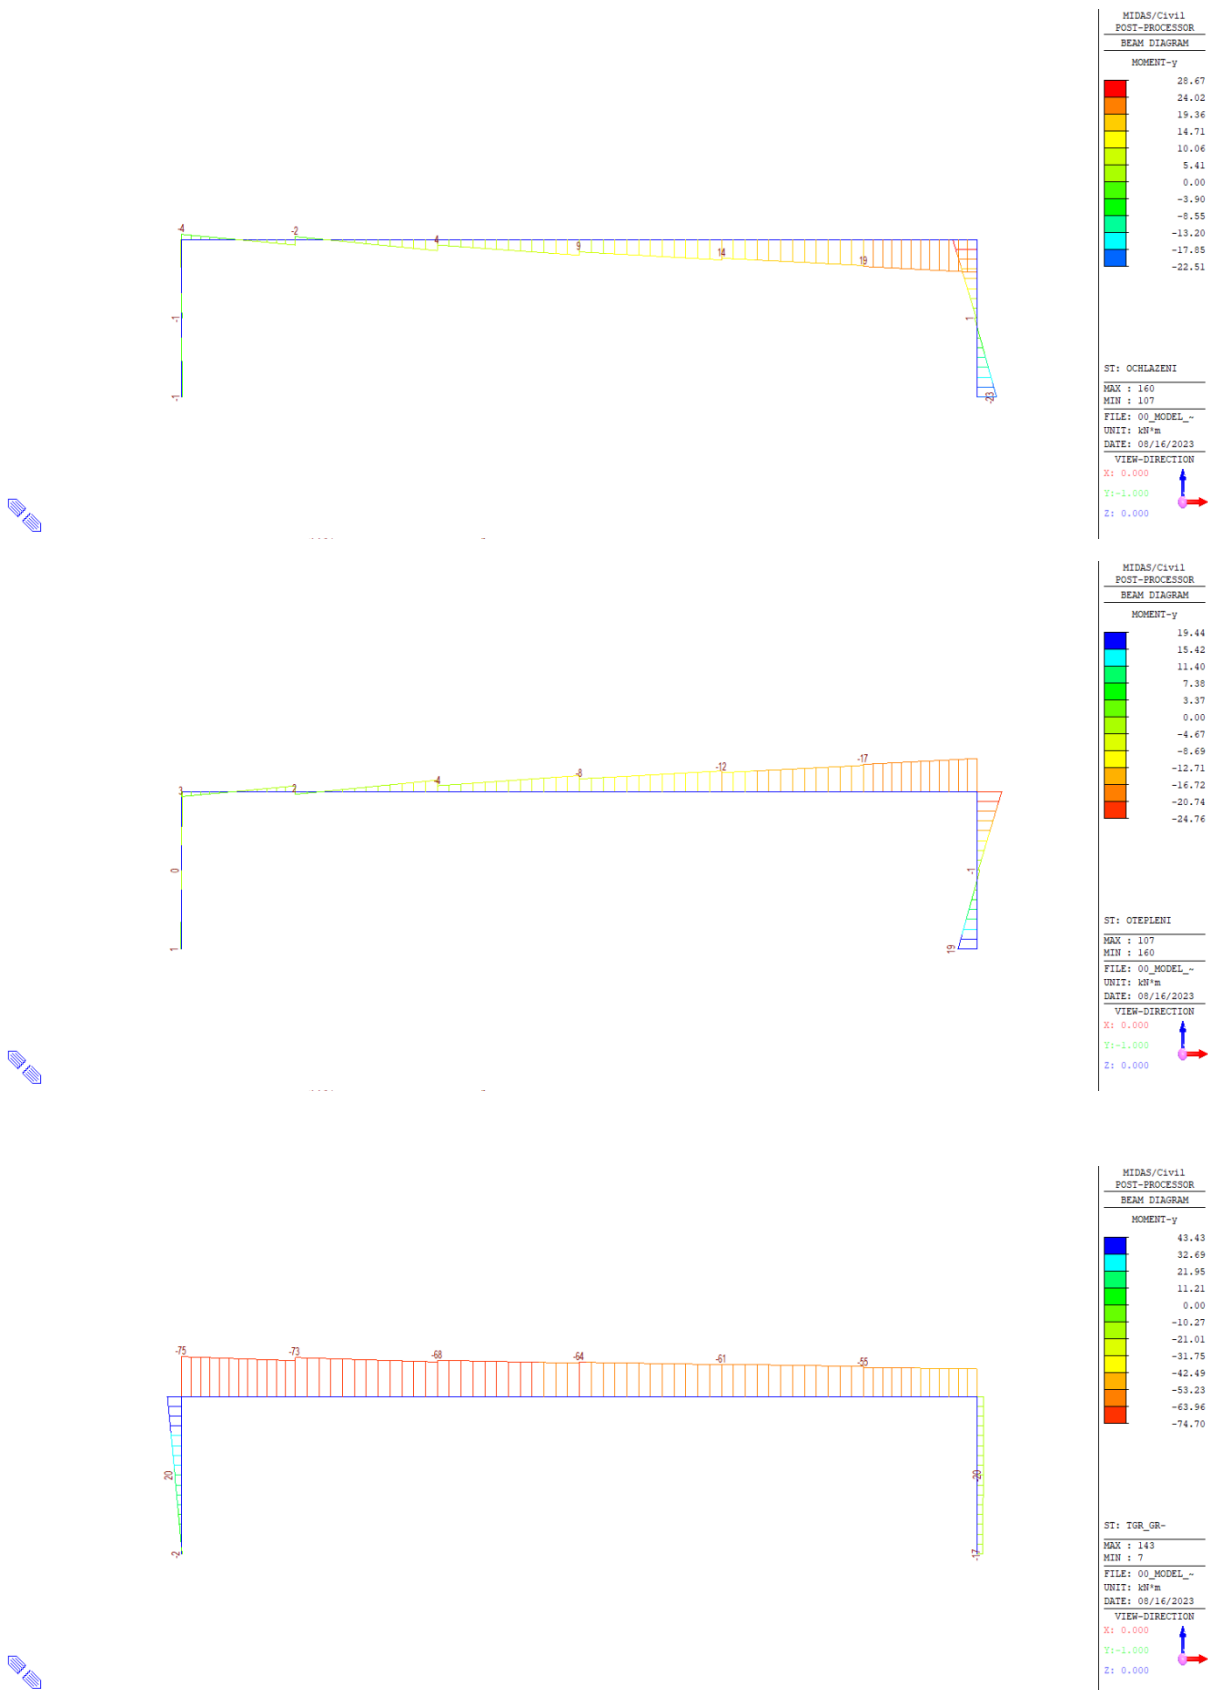 MIDAS/Civil
POST-PROCESSOR
BEAM DIAGRAM
MOMENT-y
28.67
24.02
19.36
14.71
10.06
5.41
0.00
-3.90
-8.55
-13.20
-17.85
-22.51
-4
-2
4
9
14
19
-1
1
-1
-23
ST: OCHLAZENI
MAX : 160
MIN : 107
FILE: 00_MODEL_~
UNIT: kN*m
DATE: 08/16/2023
VIEW-DIRECTION
X: 0.000
Y:-1.000
Z: 0.000
MIDAS/Civil
POST-PROCESSOR
BEAM DIAGRAM
MOMENT-y
19.44
15.42
11.40
7.38
3.37
0.00
-4.67
-8.69
-12.71
-16.72
-20.74
-24.76
3
2
-4
-8
-12
-17
0
-1
1
19
ST: OTEPLENI
MAX : 107
MIN : 160
FILE: 00_MODEL_~
UNIT: kN*m
DATE: 08/16/2023
VIEW-DIRECTION
X: 0.000
Y:-1.000
Z: 0.000
MIDAS/Civil
POST-PROCESSOR
BEAM DIAGRAM
MOMENT-y
43.43
32.69
21.95
11.21
0.00
-10.27
-21.01
-31.75
-42.49
-53.23
-63.96
-74.70
-75
-73
-68
-64
-61
-55
20
-20
-2
-17
ST: TGR_GR-
MAX : 143
MIN : 7
FILE: 00_MODEL_~
UNIT: kN*m
DATE: 08/16/2023
VIEW-DIRECTION
X: 0.000
Y:-1.000
Z: 0.000